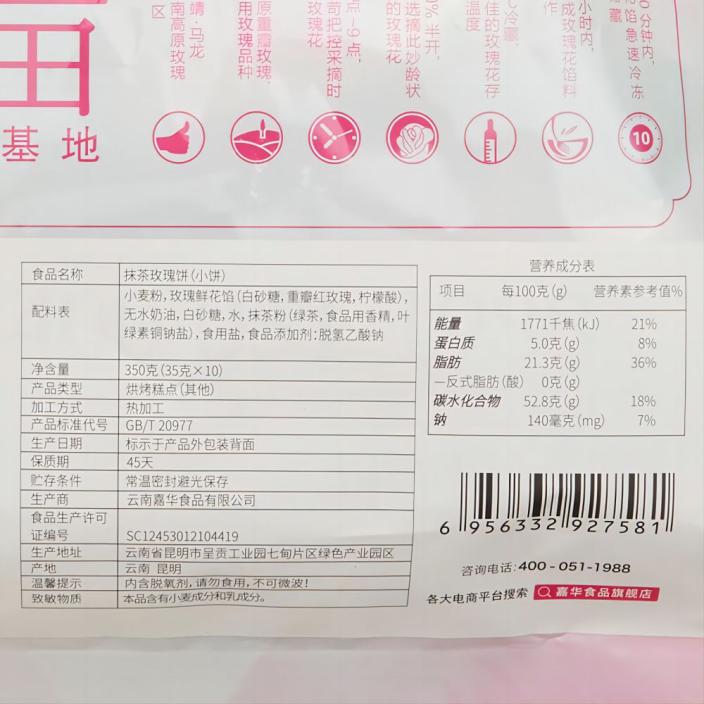 田
基地
靖·马龙
南高原玫瑰
区
原重瓣玫瑰,
用玫瑰品种
点-9点,
苛把控采摘时
玫瑰花
0%半开,
选摘此妙龄状
的玫瑰花
℃冷藏,
佳的玫瑰花存
温度
小时内,
成玫瑰花馅料
作
0分钟内,
花馅急速冷冻
藏
10
食品名称 抹茶玫瑰饼(小饼)
配料表 小麦粉,玫瑰鲜花馅(白砂糖,重瓣红玫瑰,柠檬酸),
无水奶油,白砂糖,水,抹茶粉(绿茶,食品用香精,叶
绿素铜钠盐),食用盐,食品添加剂:脱氢乙酸钠
净含量 350克(35克×10)
产品类型 烘烤糕点(其他)
加工方式 热加工
产品标准代号 GB/T 20977
生产日期 标示于产品外包装背面
保质期 45天
贮存条件 常温密封避光保存
生产商 云南嘉华食品有限公司
食品生产许可
证编号 SC12453012104419
生产地址 云南省昆明市呈贡工业园七甸片区绿色产业园区
产地 云南 昆明
温馨提示 内含脱氧剂,请勿食用,不可微波!
致敏物质 本品含有小麦成分和乳成分。
营养成分表
项目 每100克(g) 营养素参考值%
能量 1771千焦(kJ) 21%
蛋白质 5.0克(g) 8%
脂肪 21.3克(g) 36%
—反式脂肪(酸) 0克(g)
碳水化合物 52.8克(g) 18%
钠 140毫克(mg) 7%
6 956332 927581
咨询电话:400-051-1988
各大电商平台搜索 嘉华食品旗舰店